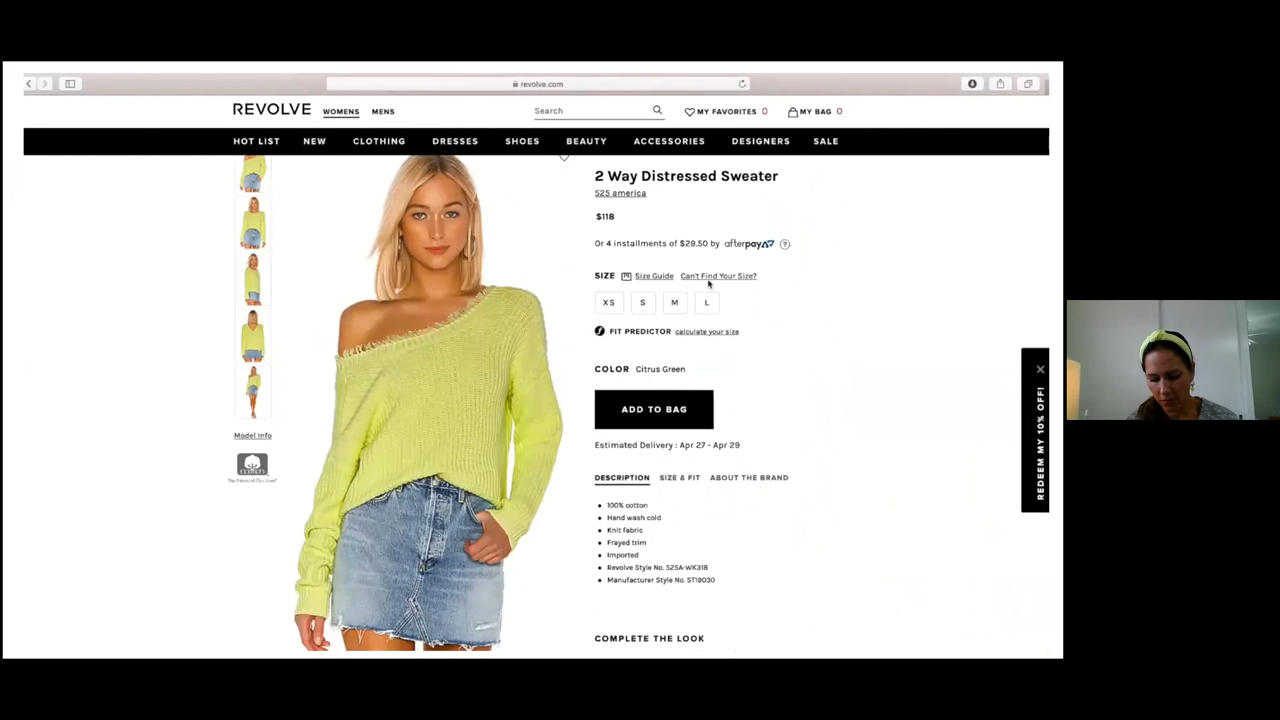 revolve.com
REVOLVE WOMENS MENS Search MY FAVORITES 0 MY BAG 0
HOT LIST NEW CLOTHING DRESSES SHOES BEAUTY ACCESSORIES DESIGNERS SALE
2 Way Distressed Sweater
525 america
$118
Or 4 installments of $29.50 by afterpay ?
SIZE Size Guide Can't Find Your Size?
XS S M L
FIT PREDICTOR calculate your size
COLOR Citrus Green
ADD TO BAG
Estimated Delivery : Apr 27 - Apr 29
DESCRIPTION SIZE & FIT ABOUT THE BRAND
100% cotton
Hand wash cold
Knit fabric
Frayed trim
Imported
Revolve Style No. 525A-WK318
Manufacturer Style No. ST19030
COMPLETE THE LOOK
Model Info
cotton
REDEEM MY 10% OFF!